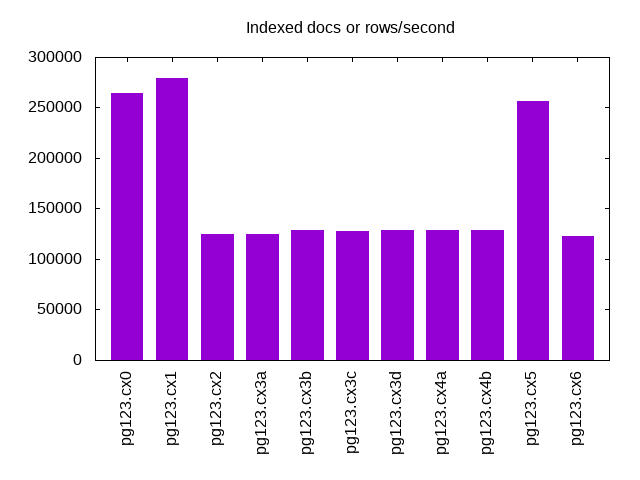 Indexed docs or rows/second
300000
250000
200000
150000
100000
50000
0
pg123.cx0
pg123.cx1
pg123.cx2
pg123.cx3a
pg123.cx3b
pg123.cx3c
pg123.cx3d
pg123.cx4a
pg123.cx4b
pg123.cx5
pg123.cx6